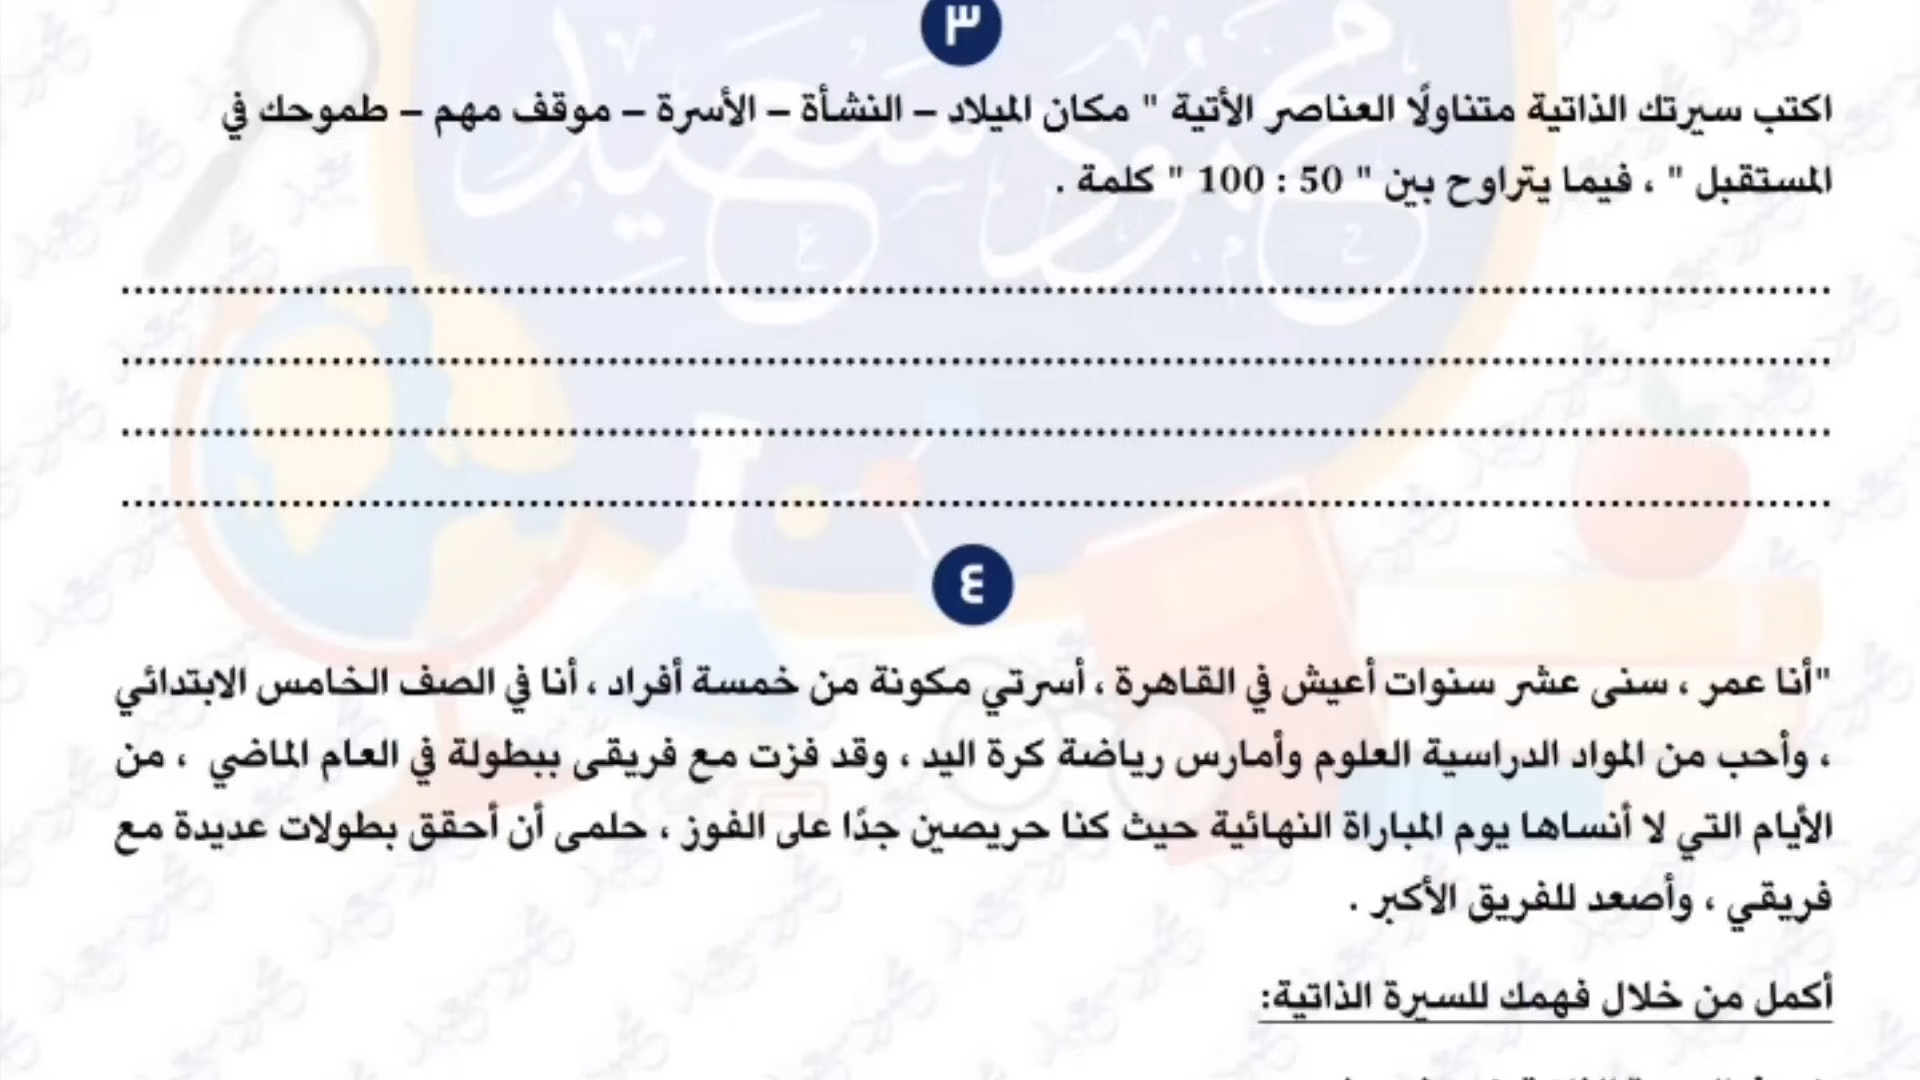 ٣
اكتب سيرتك الذاتية متناولًا العناصر الأتية " مكان الميلاد – النشأة – الأسرة – موقف مهم – طموحك في
المستقبل " ، فيما يتراوح بين " 50 : 100 " كلمة .
٤
"أنا عمر ، سنى عشر سنوات أعيش في القاهرة ، أسرتي مكونة من خمسة أفراد ، أنا في الصف الخامس الابتدائي
، وأحب من المواد الدراسية العلوم وأمارس رياضة كرة اليد ، وقد فزت مع فريقى ببطولة في العام الماضي ، من
الأيام التي لا أنساها يوم المباراة النهائية حيث كنا حريصين جدًا على الفوز ، حلمى أن أحقق بطولات عديدة مع
فريقي ، وأصعد للفريق الأكبر .
أكمل من خلال فهمك للسيرة الذاتية: